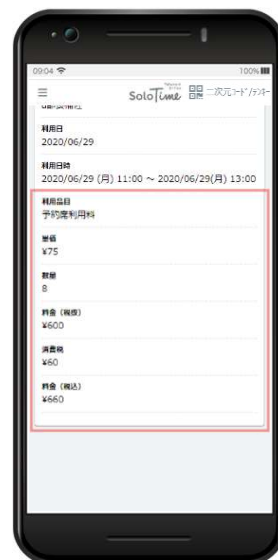 09:04
100%
SoloTime
二次元コード/テンキー
利用日
2020/06/29
利用日時
2020/06/29 (月) 11:00 ~ 2020/06/29(月) 13:00
利用品目
予約席利用料
単価
¥75
数量
8
料金（税抜）
¥600
消費税
¥60
料金（税込）
¥660